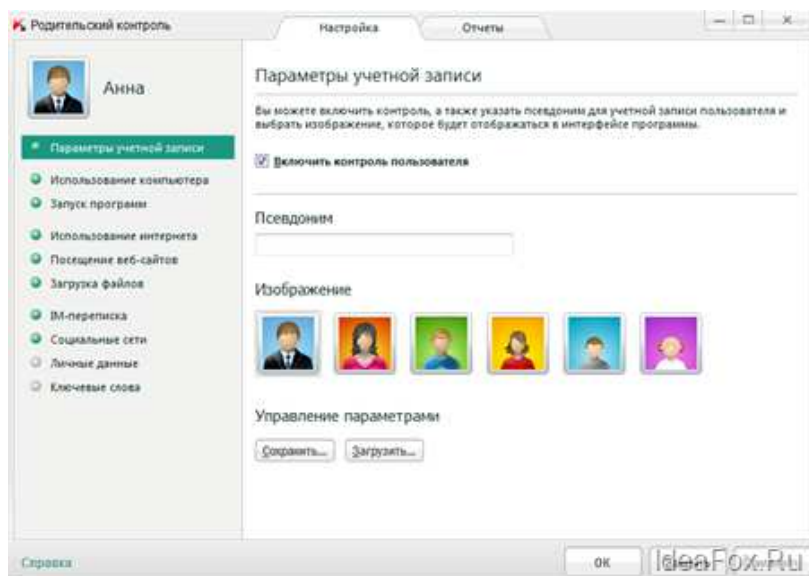 Родительский контроль
Настройка
Отчеты
Анна
Параметры учетной записи
Использование компьютера
Запуск программ
Использование интернета
Посещение веб-сайтов
Загрузка файлов
IM-переписка
Социальные сети
Личные данные
Ключевые слова
Параметры учетной записи
Вы можете включить контроль, а также указать псевдоним для учетной записи пользователя и
выбрать изображение, которое будет отображаться в интерфейсе программы.
Включить контроль пользователя
Псевдоним
Изображение
Управление параметрами
Сохранить...
Загрузить...
Справка
ОК
IdeaFox.Ru